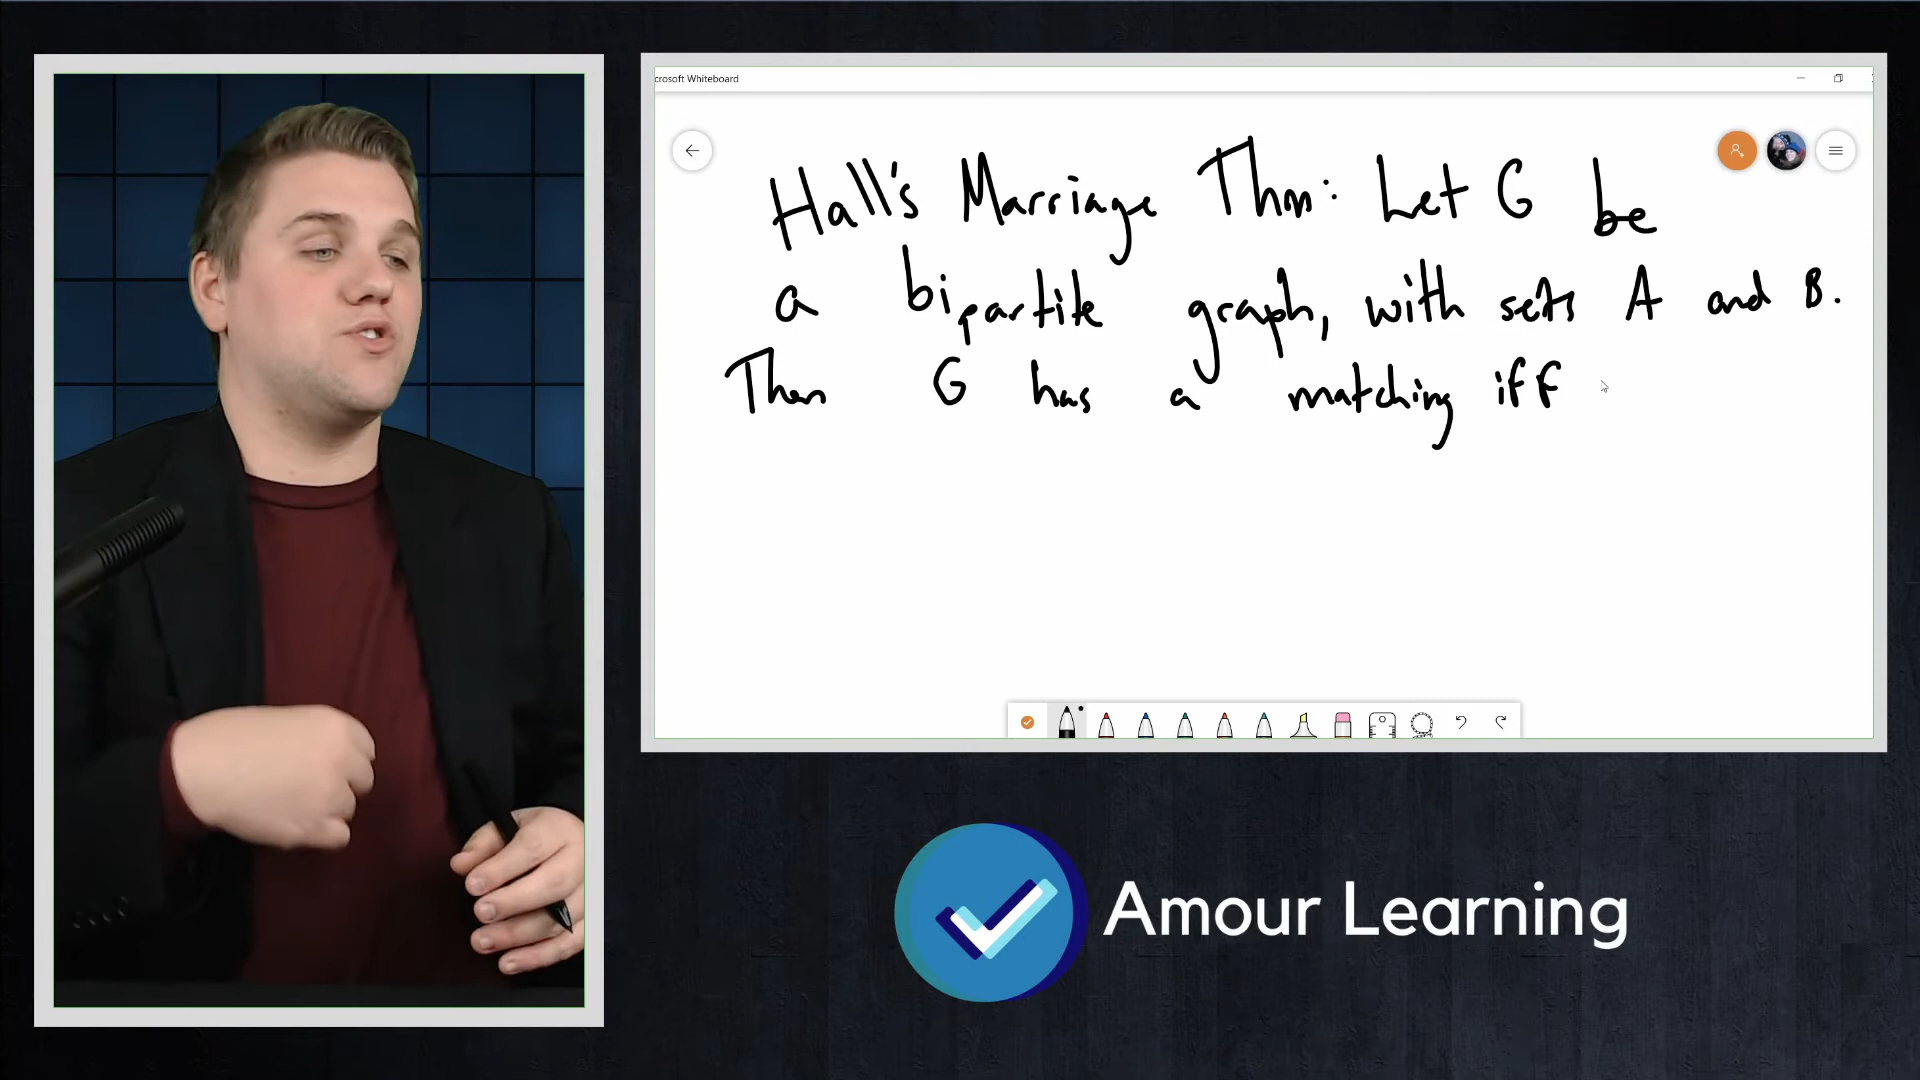 crosoft Whiteboard
Hall's Marriage Thm: Let G be
a bipartite graph, with sets A and B.
Then G has a matching iff
Amour Learning